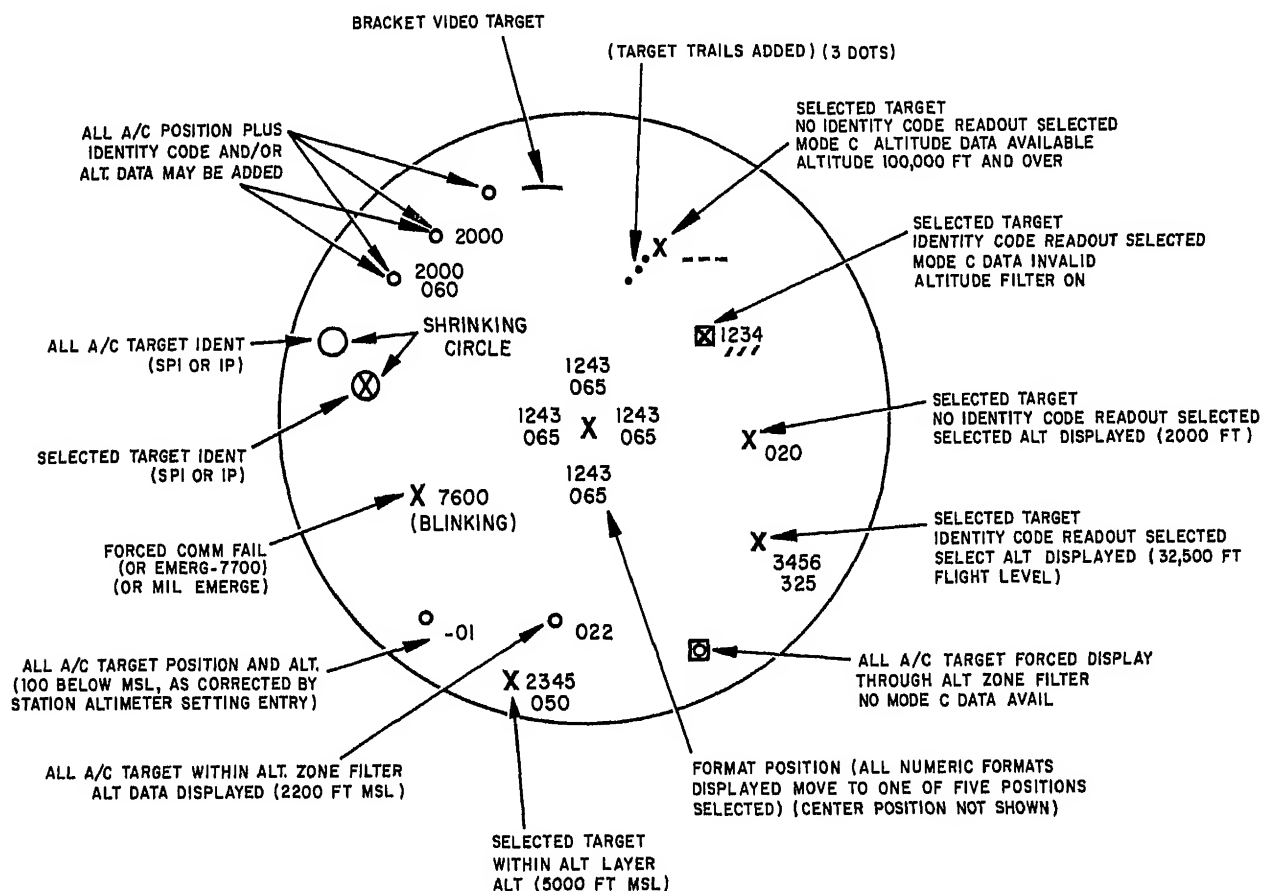 BRACKET VIDEO TARGET
(TARGET TRAILS ADDED) (3 DOTS)
ALL A/C POSITION PLUS
IDENTITY CODE AND/OR
ALT. DATA MAY BE ADDED
SELECTED TARGET
NO IDENTITY CODE READOUT SELECTED
MODE C ALTITUDE DATA AVAILABLE
ALTITUDE 100,000 FT AND OVER
2000
2000
060
X
---
SELECTED TARGET
IDENTITY CODE READOUT SELECTED
MODE C DATA INVALID
ALTITUDE FILTER ON
X 1234
///
ALL A/C TARGET IDENT
(SPI OR IP)
SHRINKING
CIRCLE
X
SELECTED TARGET IDENT
(SPI OR IP)
1243
065
1243
065
X
1243
065
1243
065
SELECTED TARGET
NO IDENTITY CODE READOUT SELECTED
SELECTED ALT DISPLAYED (2000 FT)
X
020
X 7600
(BLINKING)
FORCED COMM FAIL
(OR EMERG-7700)
(OR MIL EMERGE)
SELECTED TARGET
IDENTITY CODE READOUT SELECTED
SELECT ALT DISPLAYED (32,500 FT
FLIGHT LEVEL)
X
3456
325
-01
022
ALL A/C TARGET POSITION AND ALT.
(100 BELOW MSL, AS CORRECTED BY
STATION ALTIMETER SETTING ENTRY)
X 2345
050
ALL A/C TARGET FORCED DISPLAY
THROUGH ALT ZONE FILTER
NO MODE C DATA AVAIL
ALL A/C TARGET WITHIN ALT. ZONE FILTER
ALT DATA DISPLAYED (2200 FT MSL)
FORMAT POSITION (ALL NUMERIC FORMATS
DISPLAYED MOVE TO ONE OF FIVE POSITIONS
SELECTED) (CENTER POSITION NOT SHOWN)
SELECTED TARGET
WITHIN ALT LAYER
ALT (5000 FT MSL)